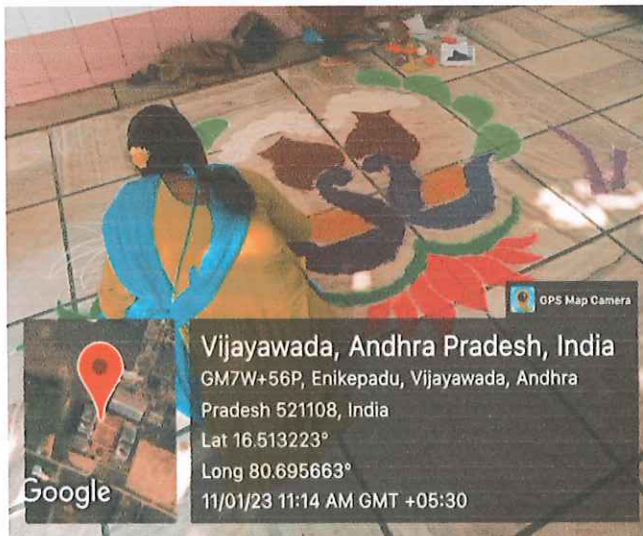 GPS Map Camera
Vijayawada, Andhra Pradesh, India
GM7W+56P, Enikepadu, Vijayawada, Andhra
Pradesh 521108, India
Lat 16.513223°
Long 80.695663°
11/01/23 11:14 AM GMT +05:30
Google